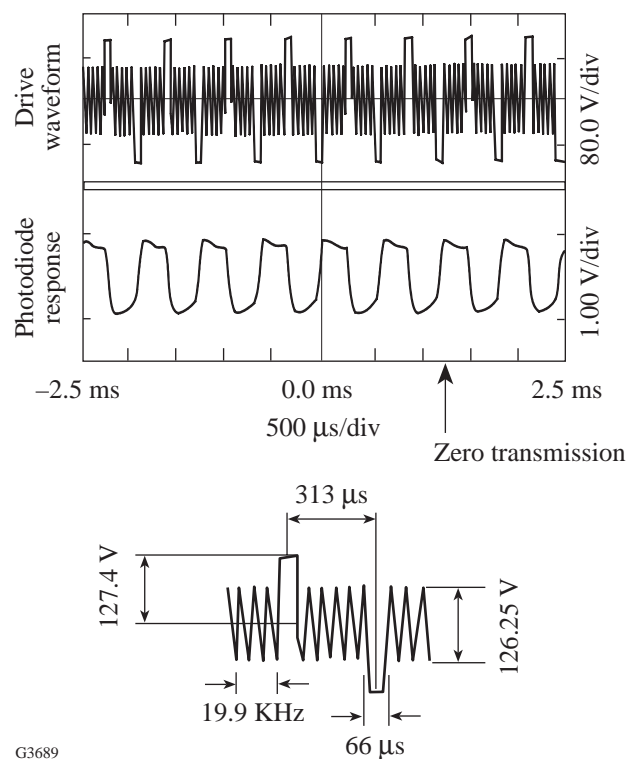 Drive
waveform
80.0 V/div
Photodiode
response
1.00 V/div
−2.5 ms
0.0 ms
2.5 ms
500 μs/div
Zero transmission
313 μs
127.4 V
126.25 V
19.9 KHz
66 μs
G3689